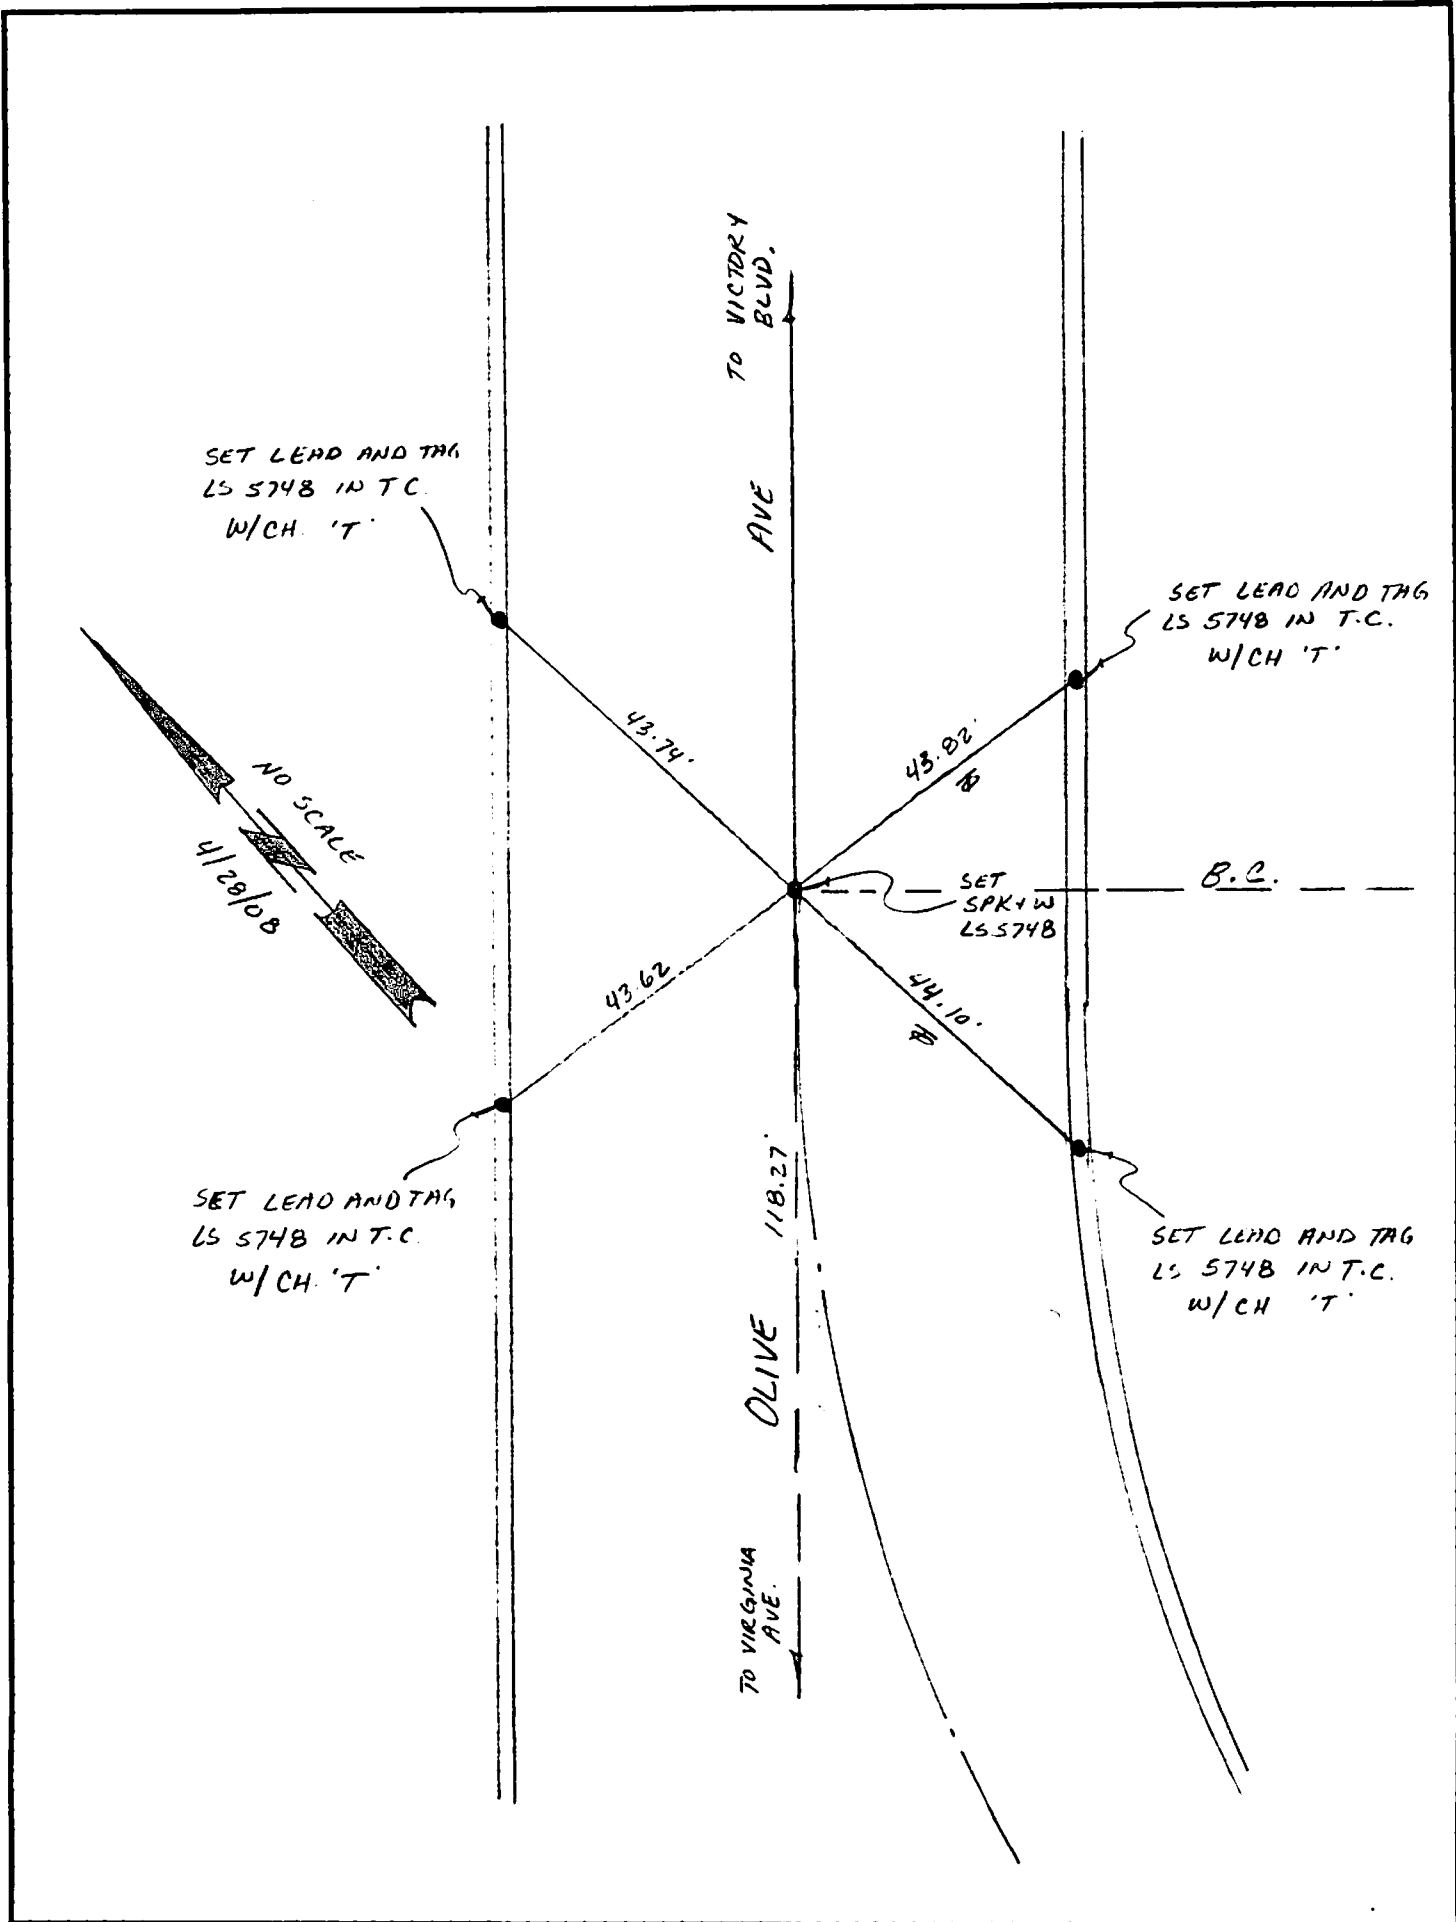 TO VICTORY
BLVD.
AVE
SET LEAD AND TAG
LS 5748 IN T C.
W/CH. 'T'
SET LEAD AND TAG
LS 5748 IN T.C.
W/CH 'T'
43.74'
43.82'
NO SCALE
4/28/08
SET
SPK+W
LS 5748
B.C.
43.62
44.10'
118.27'
SET LEAD AND TAG
LS 5748 IN T.C.
W/CH. 'T'
SET LEAD AND TAG
LS 5748 IN T.C.
W/CH 'T'
OLIVE
TO VIRGINIA
AVE.